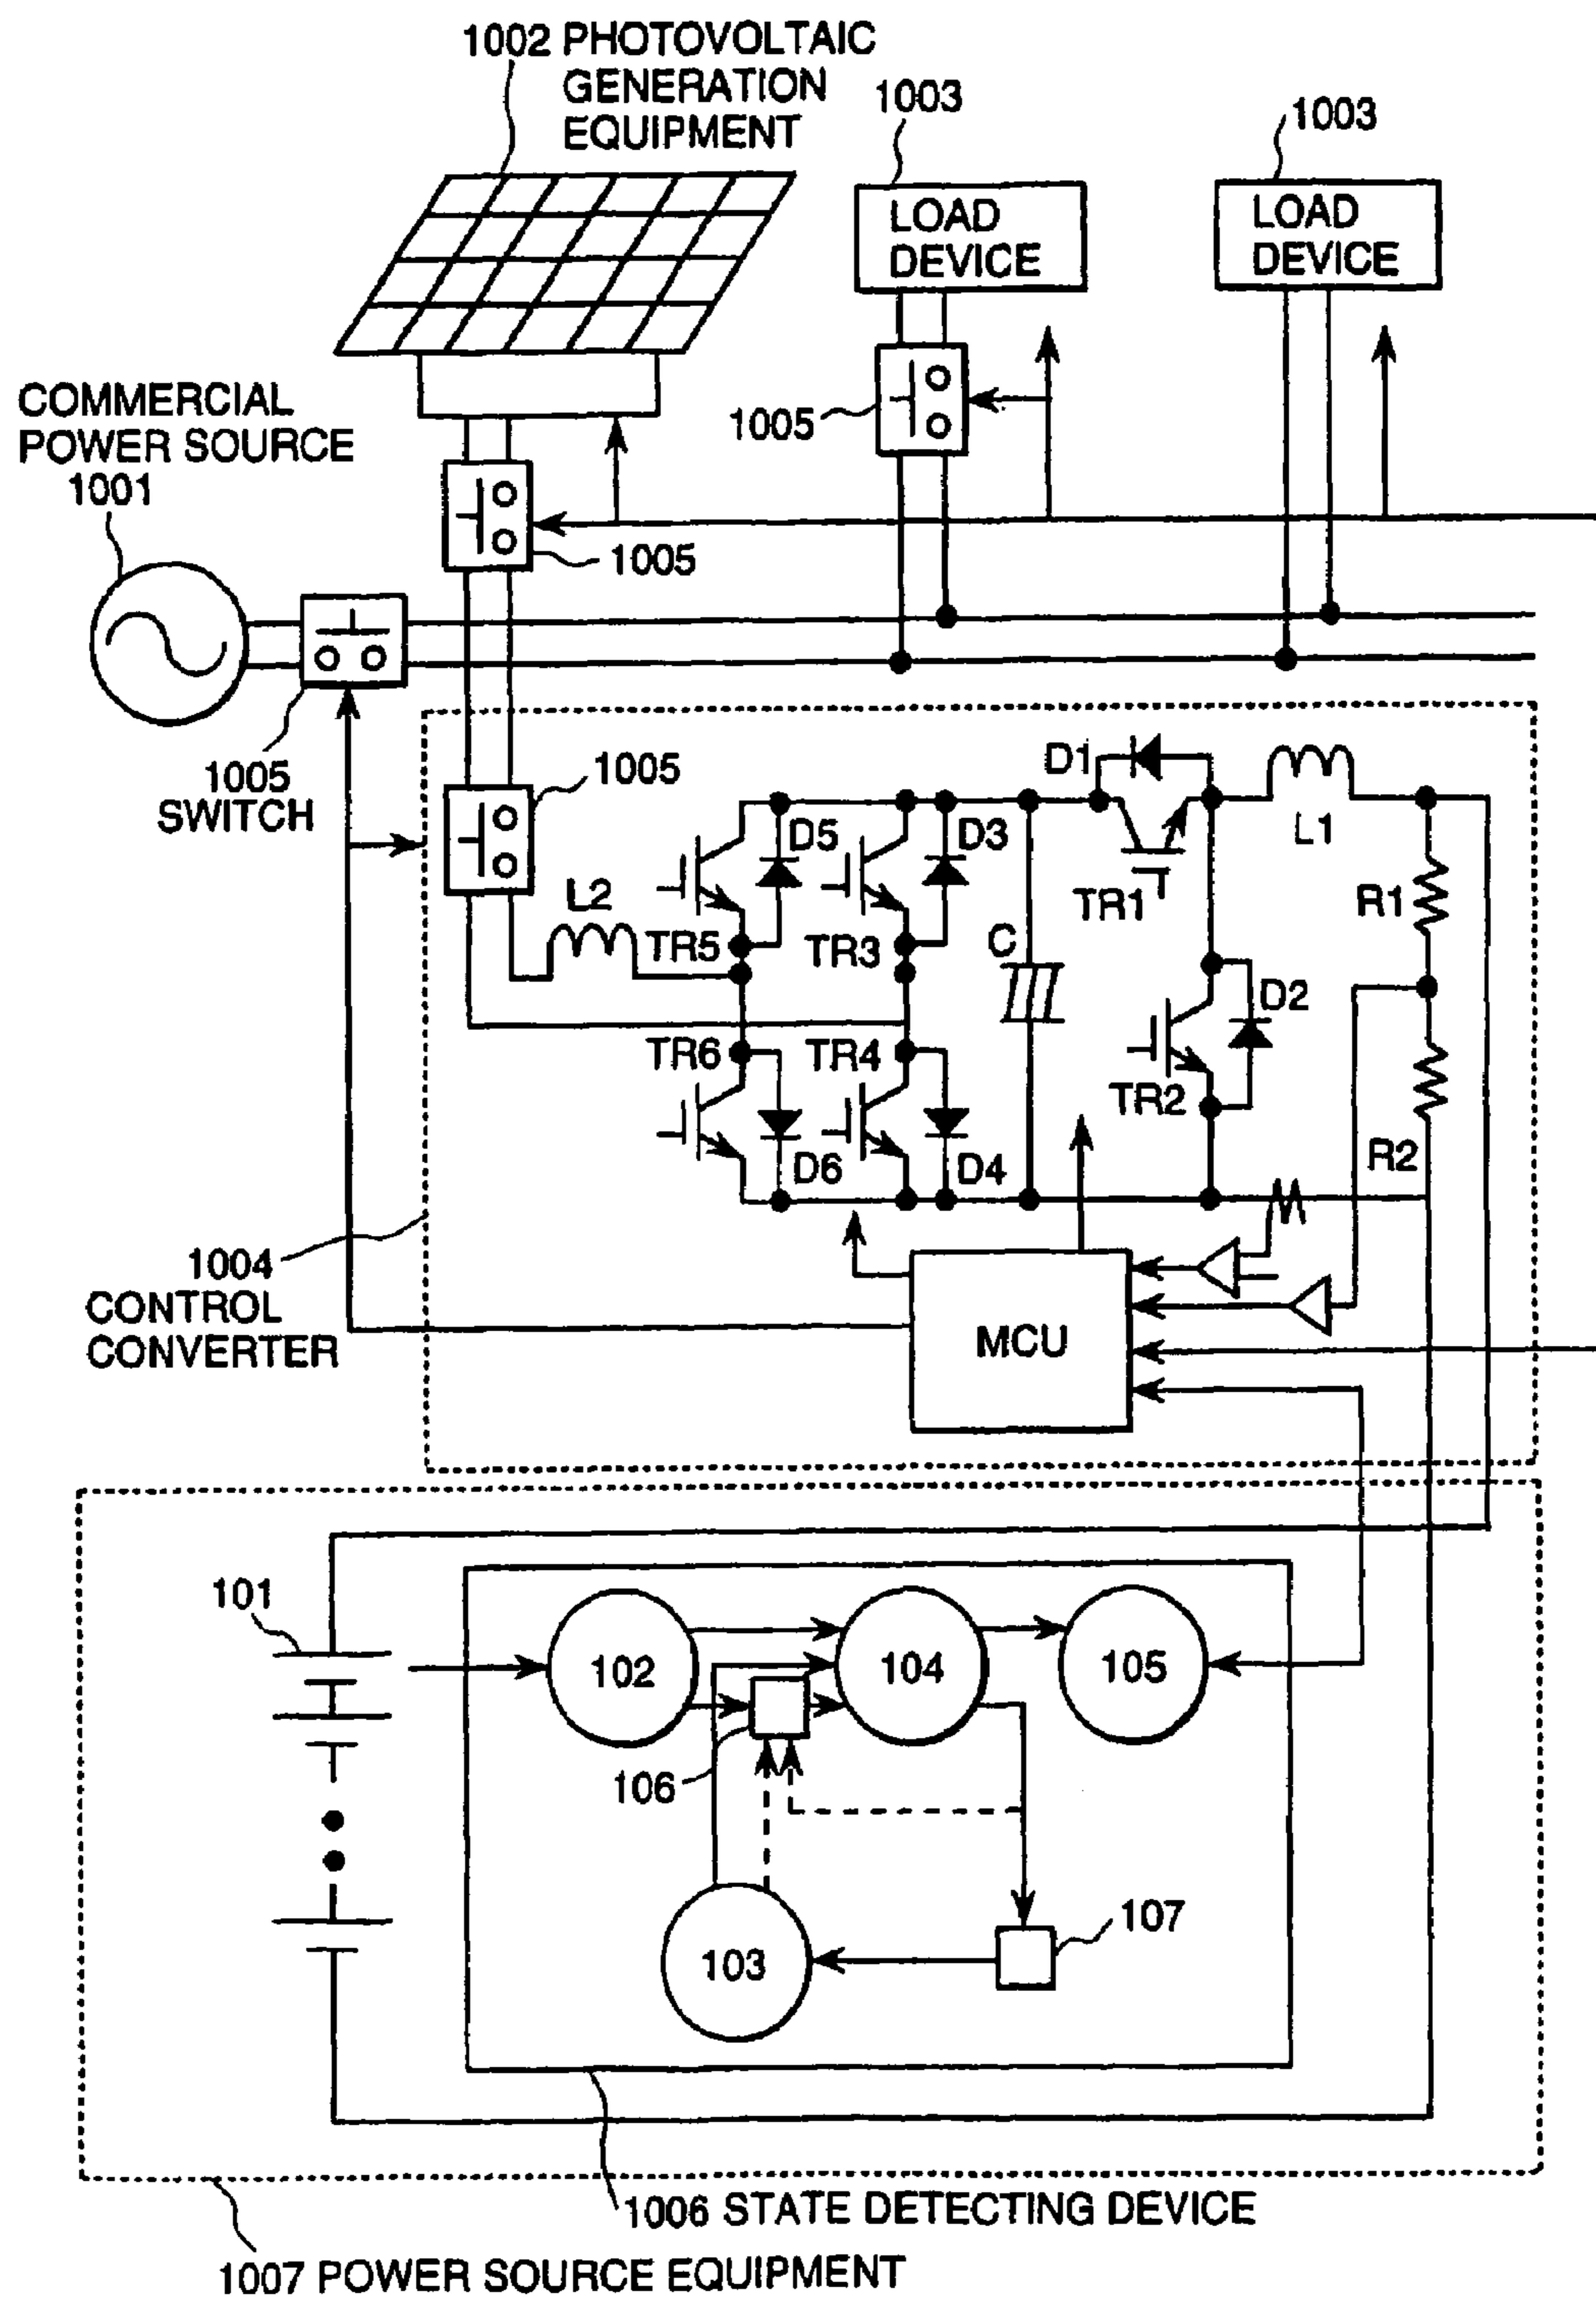 1002 PHOTOVOLTAIC
GENERATION
EQUIPMENT
1003
1003
LOAD
DEVICE
LOAD
DEVICE
COMMERCIAL
POWER SOURCE
1001
1005
1005
1005
SWITCH
1005
D1
L1
D5
D3
TR1
R1
L2
TR5
TR3
C
D2
TR6
TR4
TR2
D6
D4
R2
1004
CONTROL
CONVERTER
MCU
101
102
104
105
106
107
103
1006 STATE DETECTING DEVICE
1007 POWER SOURCE EQUIPMENT